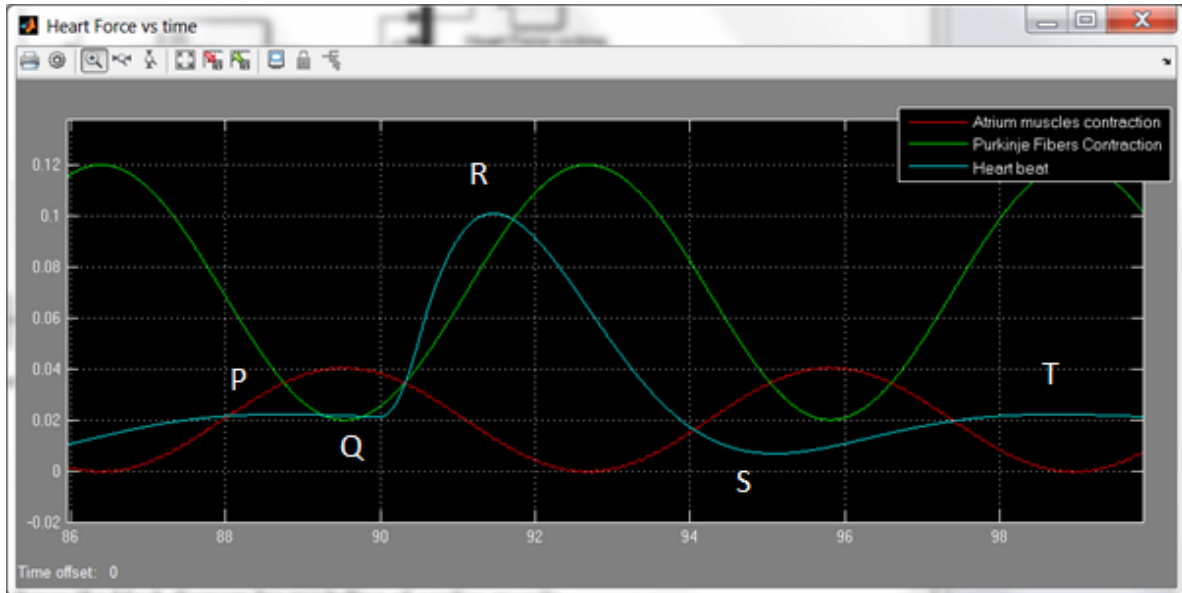 Heart Force vs time
Atrium muscles contraction
Purkinje Fibers Contraction
Heart beat
0.12
0.1
0.08
0.06
0.04
0.02
0
-0.02
R
P
Q
S
T
86
88
90
92
94
96
98
Time offset: 0